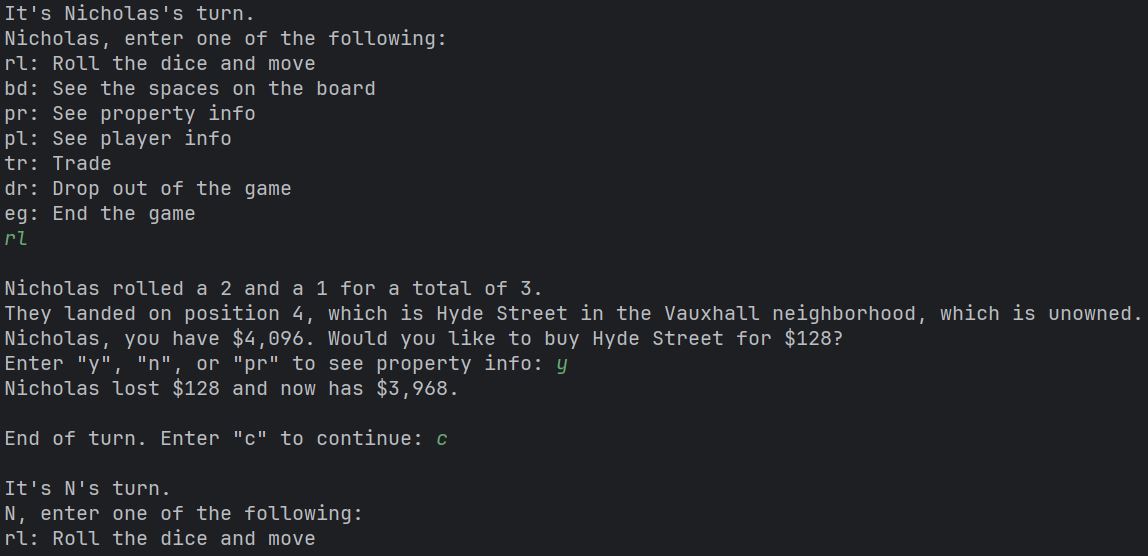 It's Nicholas's turn.
Nicholas, enter one of the following:
rl: Roll the dice and move
bd: See the spaces on the board
pr: See property info
pl: See player info
tr: Trade
dr: Drop out of the game
eg: End the game
rl
Nicholas rolled a 2 and a 1 for a total of 3.
They landed on position 4, which is Hyde Street in the Vauxhall neighborhood, which is unowned.
Nicholas, you have $4,096. Would you like to buy Hyde Street for $128?
Enter "y", "n", or "pr" to see property info: y
Nicholas lost $128 and now has $3,968.
End of turn. Enter "c" to continue: c
It's N's turn.
N, enter one of the following:
rl: Roll the dice and move